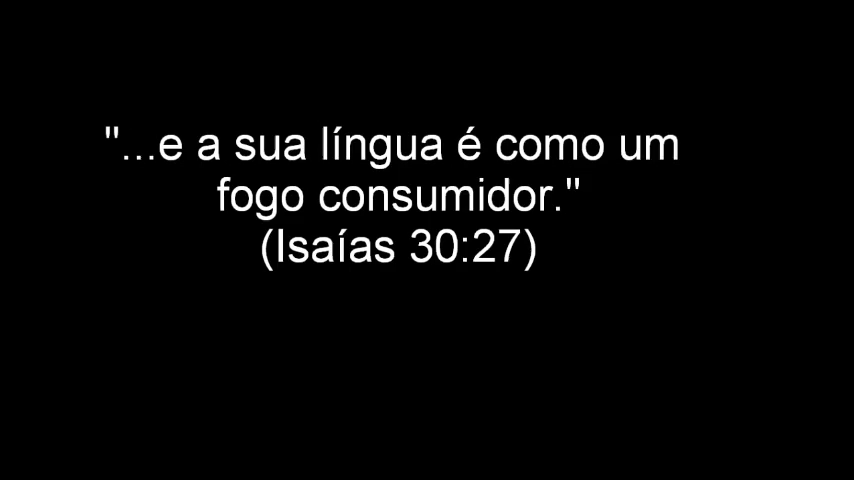 "...e a sua língua é como um
fogo consumidor."
(Isaías 30:27)